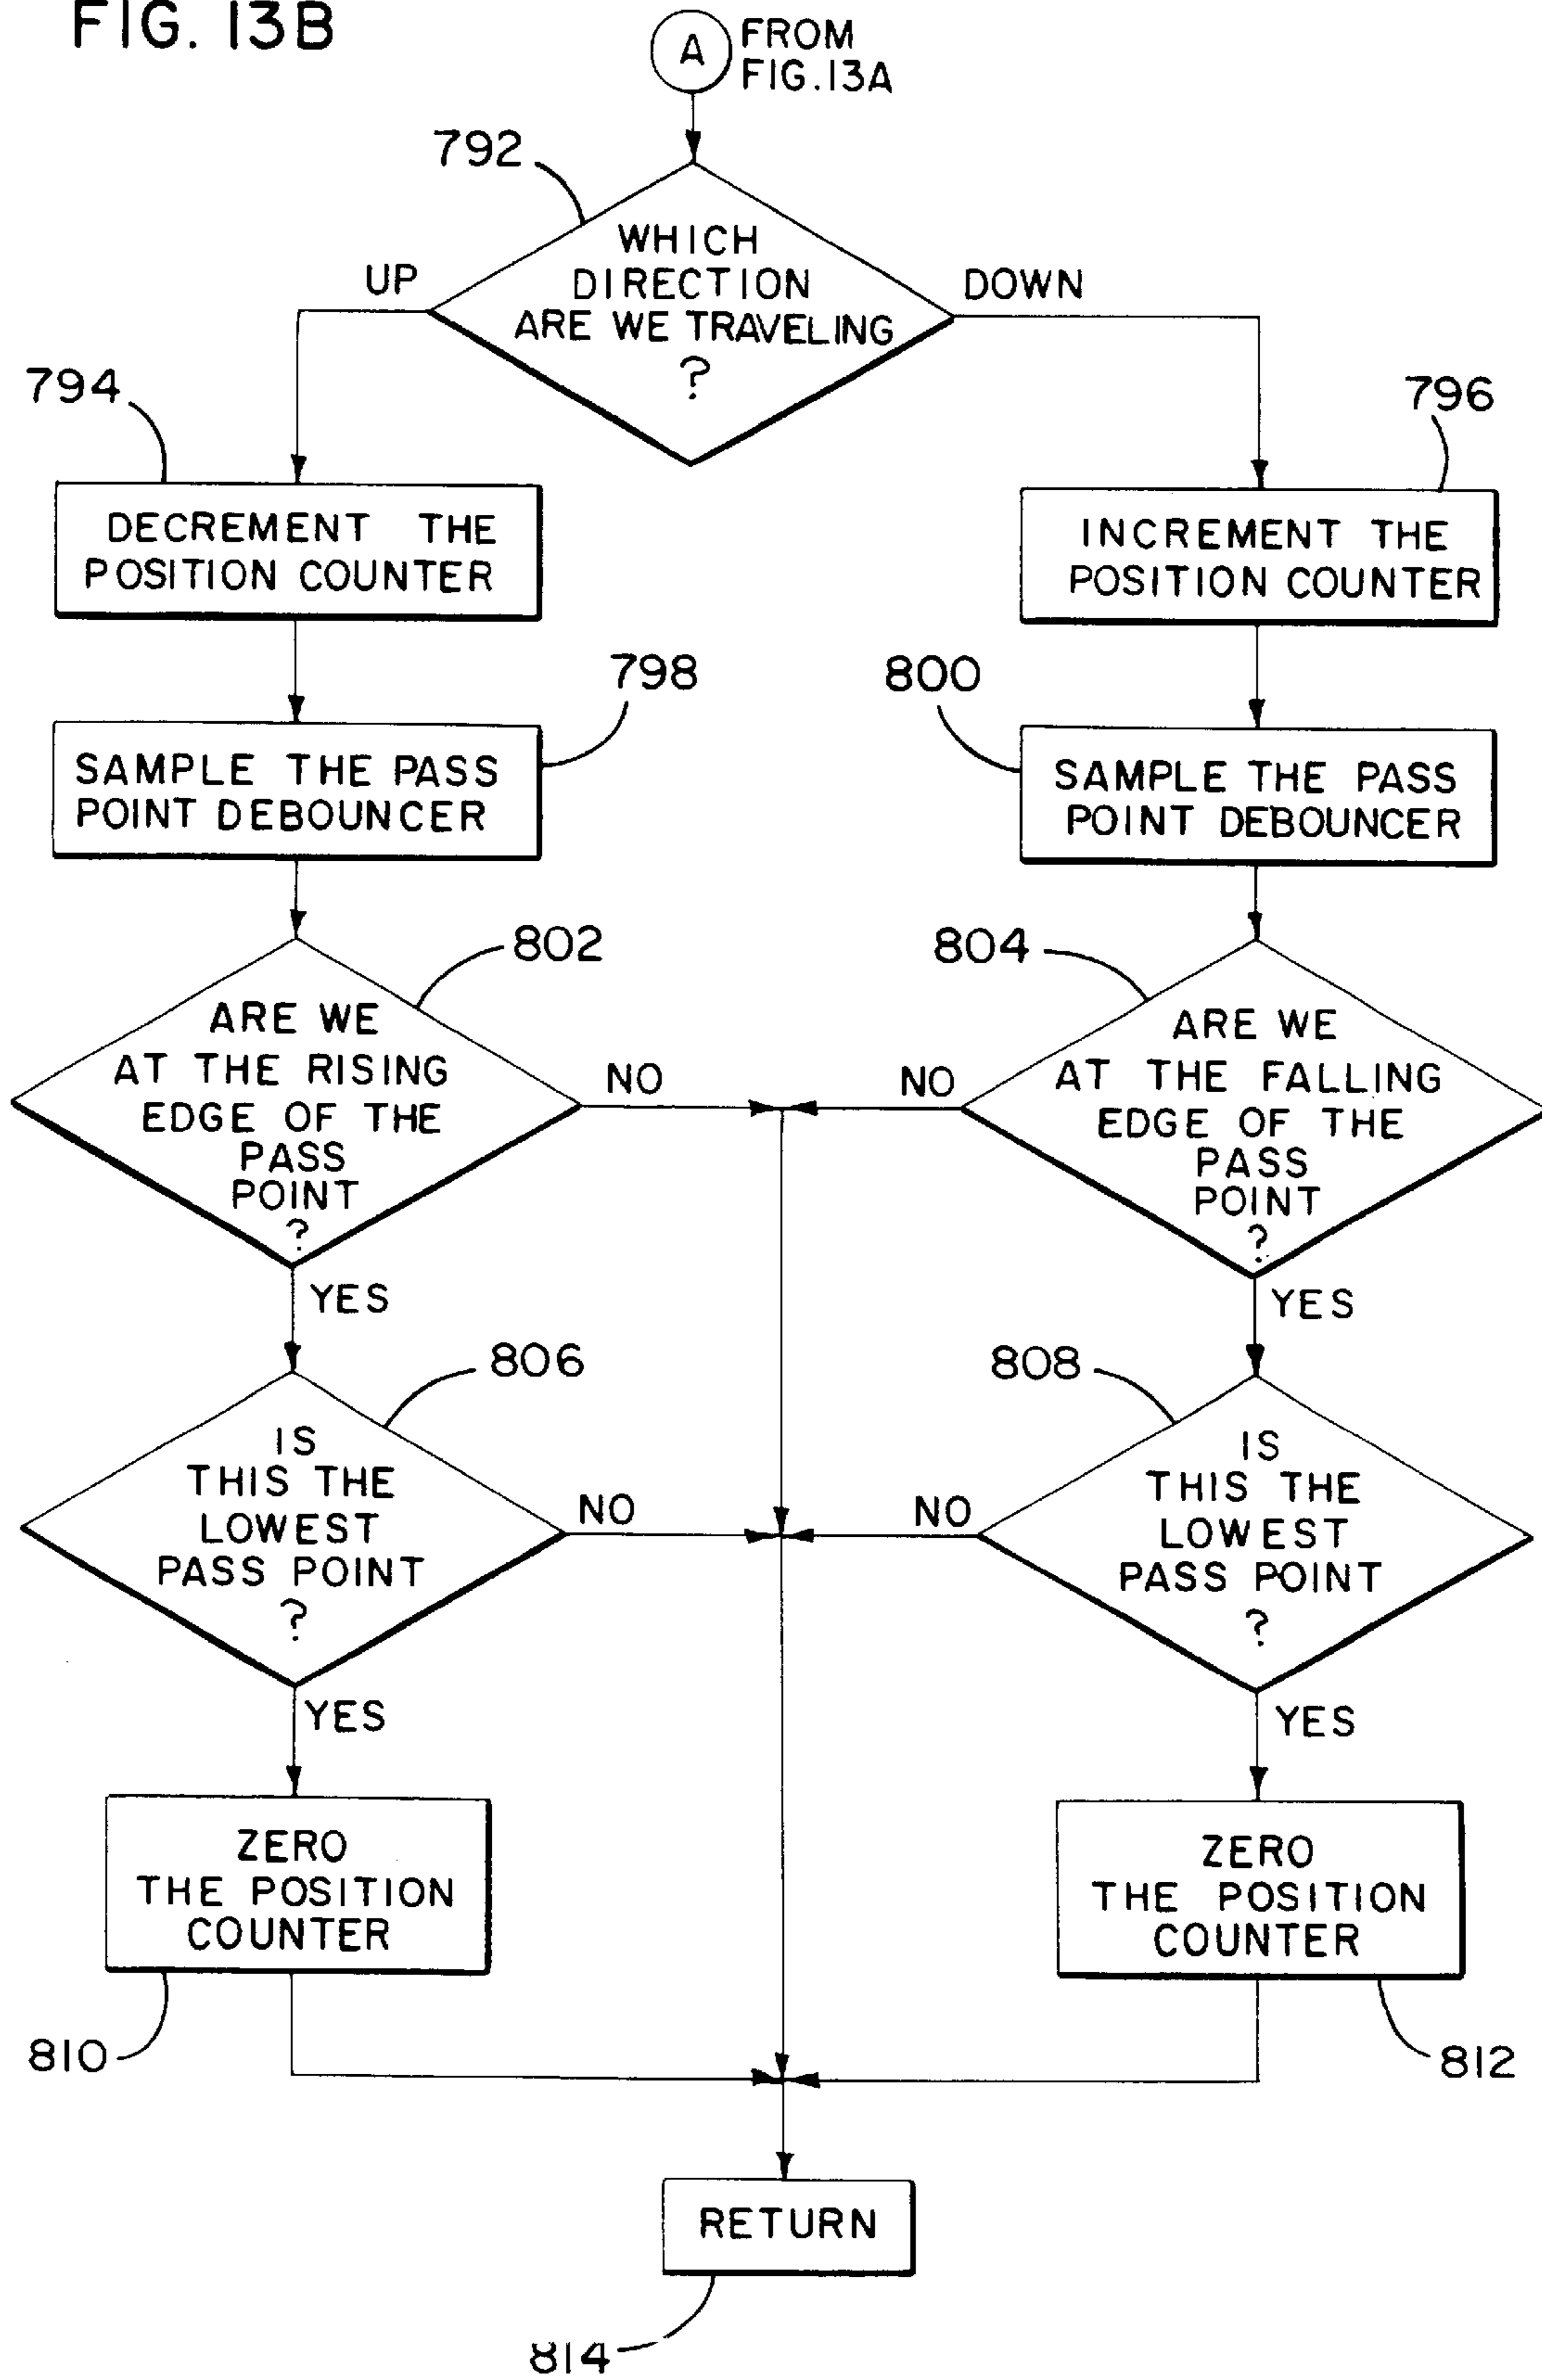 FIG. 13B
A
FROM
FIG. 13A
792
WHICH
DIRECTION
ARE WE TRAVELING
?
UP
DOWN
794
796
DECREMENT THE
POSITION COUNTER
INCREMENT THE
POSITION COUNTER
798
800
SAMPLE THE PASS
POINT DEBOUNCER
SAMPLE THE PASS
POINT DEBOUNCER
802
804
ARE WE
AT THE RISING
EDGE OF THE
PASS
POINT
?
NO
NO
ARE WE
AT THE FALLING
EDGE OF THE
PASS
POINT
?
YES
YES
806
808
IS
THIS THE
LOWEST
PASS POINT
?
NO
NO
IS
THIS THE
LOWEST
PASS POINT
?
YES
YES
ZERO
THE POSITION
COUNTER
ZERO
THE POSITION
COUNTER
810
812
RETURN
814